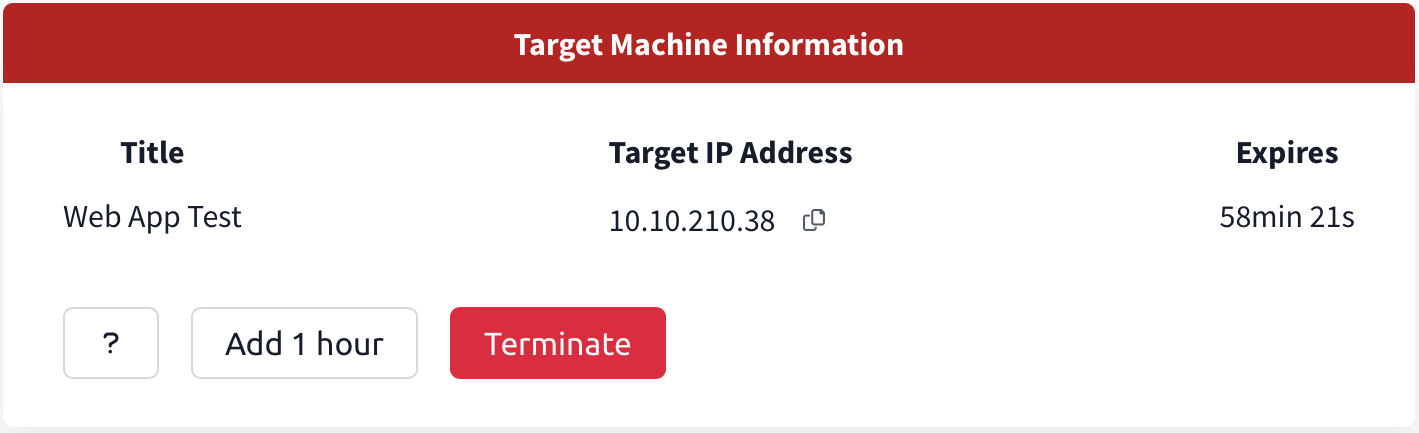 Target Machine Information
Title Target IP Address Expires
Web App Test 10.10.210.38 58min 21s
? Add 1 hour Terminate